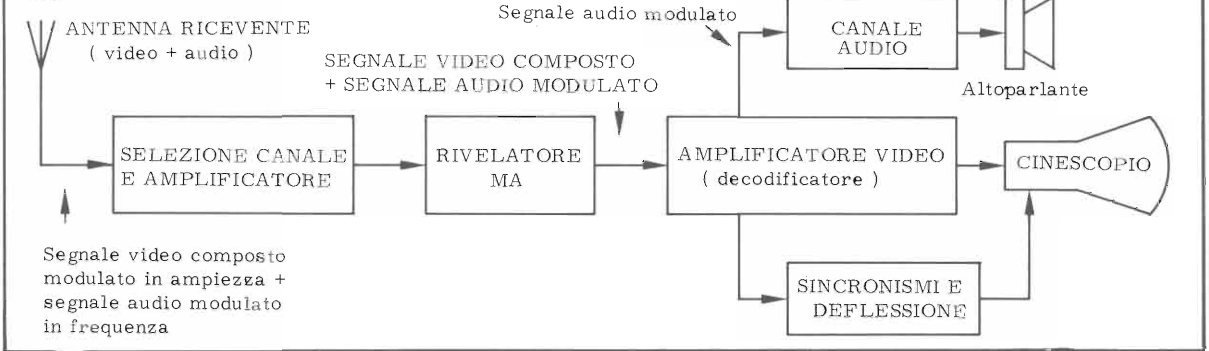 Segnale audio modulato
ANTENNA RICEVENTE
( video + audio )
CANALE
AUDIO
SEGNALE VIDEO COMPOSTO
+ SEGNALE AUDIO MODULATO
Altoparlante
SELEZIONE CANALE
E AMPLIFICATORE
RIVELATORE
MA
AMPLIFICATORE VIDEO
( decodificatore )
CINESCOPIO
Segnale video composto
modulato in ampiezza +
segnale audio modulato
in frequenza
SINCRONISMI E
DEFLESSIONE